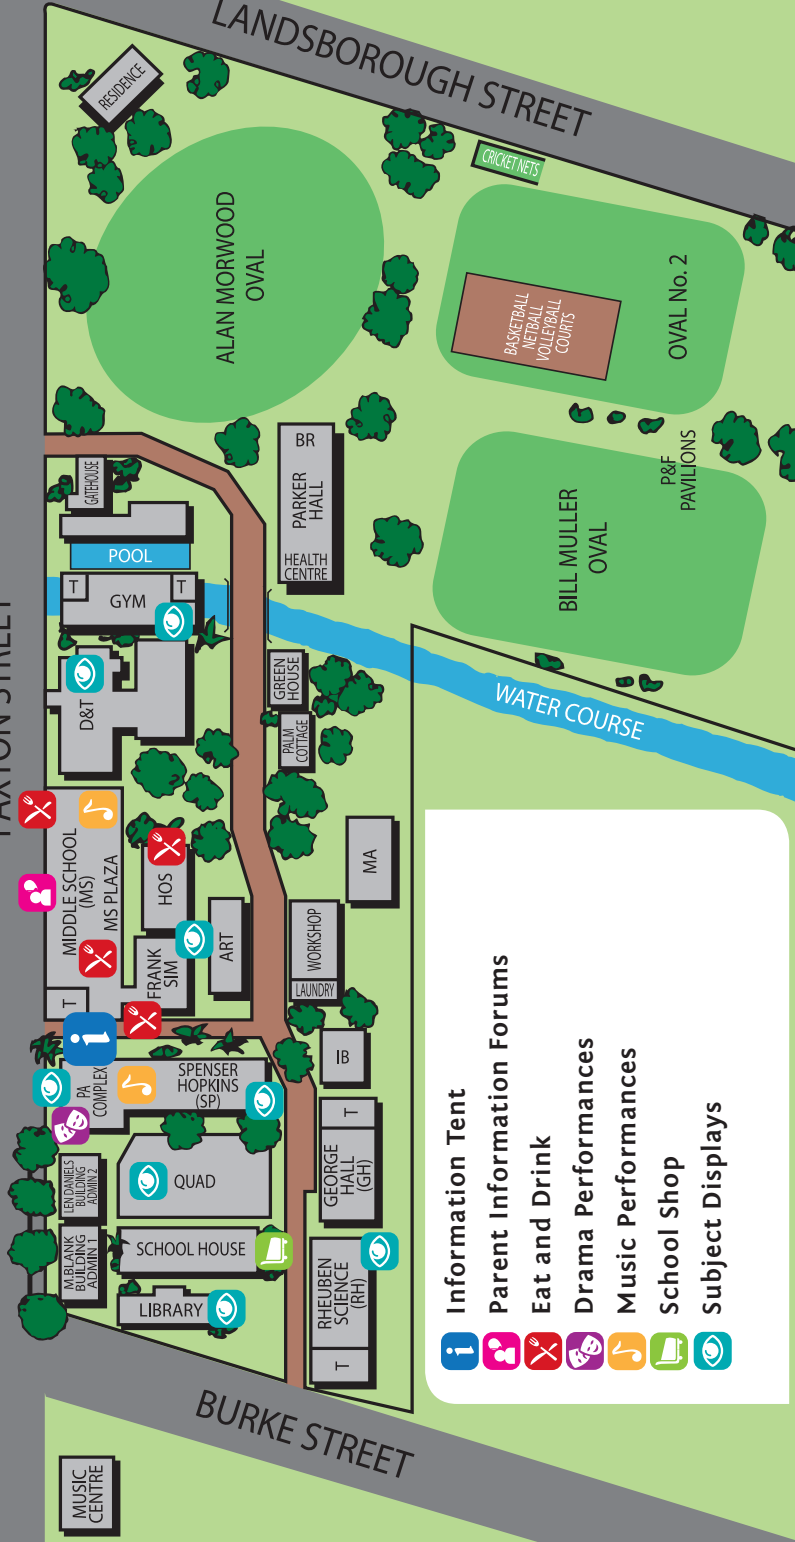 LANDSBOROUGH STREET
RESIDENCE
CRICKET NETS
ALAN MORWOOD
OVAL
BASKETBALL
NETBALL
VOLLEYBALL
COURTS
OVAL No. 2
GATEHOUSE
BR
PARKER
HALL
HEALTH
CENTRE
P&F
PAVILIONS
BILL MULLER
OVAL
POOL
T
GYM
T
PAXTON STREET
D&T
GREEN
HOUSE
PALM
COTTAGE
WATER COURSE
MIDDLE SCHOOL
(MS)
MS PLAZA
HOS
MA
T
FRANK
SIM
ART
WORKSHOP
LAUNDRY
i
PA
COMPLEX
SPENSER
HOPKINS
(SP)
IB
LEN DANIELS
BUILDING
ADMIN 2
QUAD
T
GEORGE
HALL
(GH)
M.BLANK
BUILDING
ADMIN 1
SCHOOL HOUSE
LIBRARY
RHEUBEN
SCIENCE
(RH)
T
BURKE STREET
MUSIC
CENTRE
i Information Tent
Parent Information Forums
Eat and Drink
Drama Performances
Music Performances
School Shop
Subject Displays